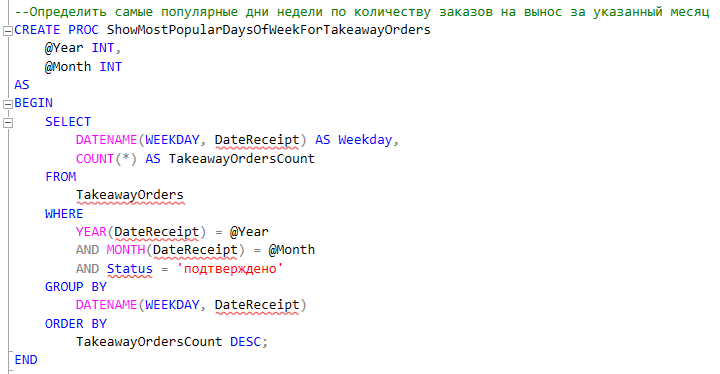 --Определить самые популярные дни недели по количеству заказов на вынос за указанный месяц
CREATE PROC ShowMostPopularDaysOfWeekForTakeawayOrders
    @Year INT,
    @Month INT
AS
BEGIN
    SELECT
        DATENAME(WEEKDAY, DateReceipt) AS Weekday,
        COUNT(*) AS TakeawayOrdersCount
    FROM
        TakeawayOrders
    WHERE
        YEAR(DateReceipt) = @Year
        AND MONTH(DateReceipt) = @Month
        AND Status = 'подтверждено'
    GROUP BY
        DATENAME(WEEKDAY, DateReceipt)
    ORDER BY
        TakeawayOrdersCount DESC;
END